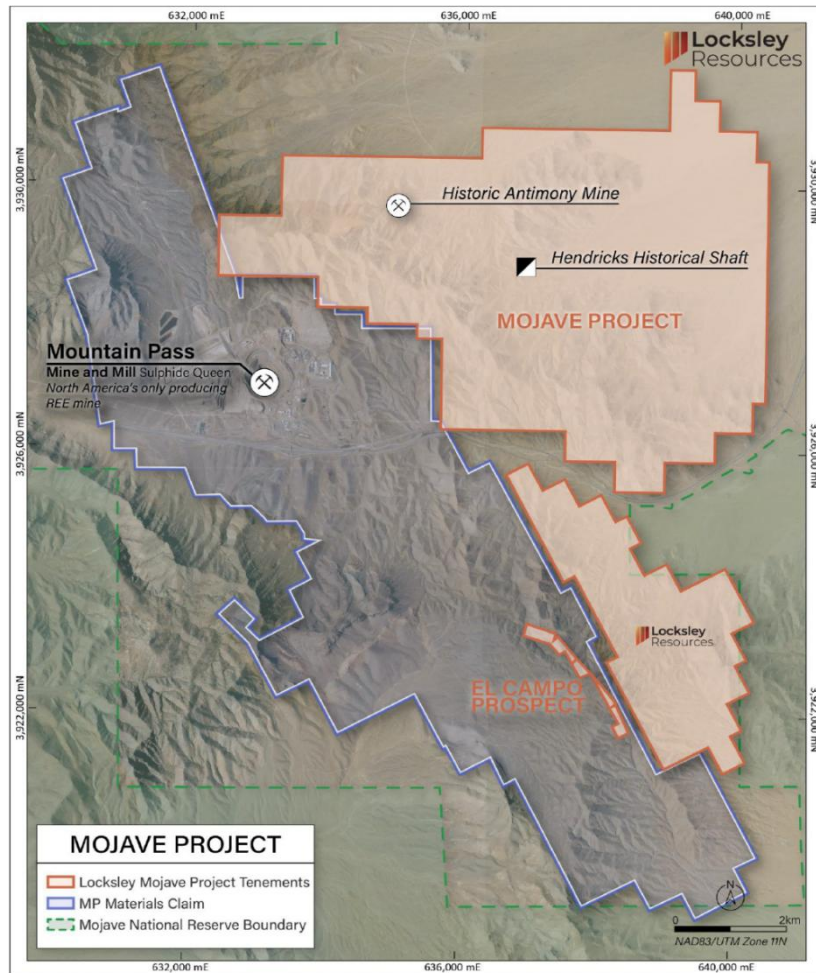 632,000 mE
636,000 mE
640,000 mE
Locksley
Resources
3,930,000 mN
3,930,000 mN
Historic Antimony Mine
Hendricks Historical Shaft
MOJAVE PROJECT
Mountain Pass
Mine and Mill Sulphide Queen
North America's only producing
REE mine
3,926,000 mN
3,926,000 mN
Locksley
Resources
EL CAMPO
PROSPECT
3,922,000 mN
3,922,000 mN
MOJAVE PROJECT
Locksley Mojave Project Tenements
MP Materials Claim
Mojave National Reserve Boundary
N
0
2km
NAD83/UTM Zone 11N
632,000 mE
636,000 mE
640,000 mE